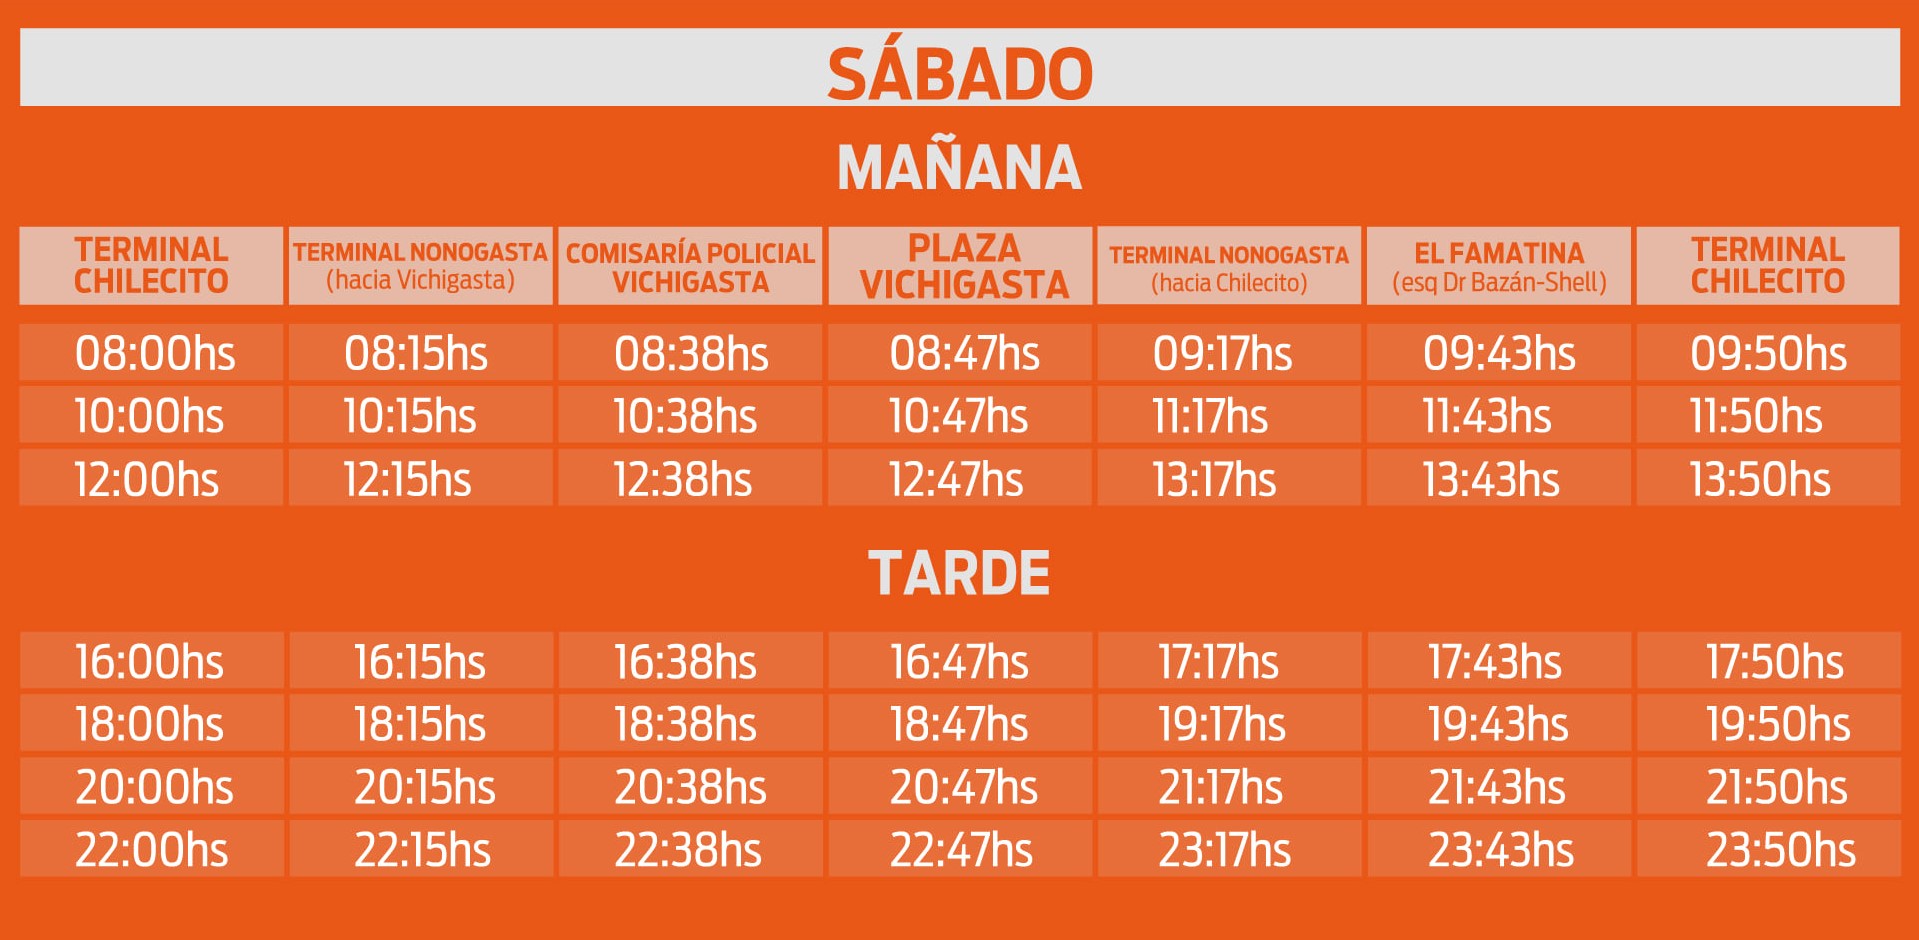 SÁBADO
MAÑANA
TERMINAL CHILECITO TERMINAL NONOGASTA (hacia Vichigasta) COMISARÍA POLICIAL VICHIGASTA PLAZA VICHIGASTA TERMINAL NONOGASTA (hacia Chilecito) EL FAMATINA (esq Dr Bazán-Shell) TERMINAL CHILECITO
08:00hs 08:15hs 08:38hs 08:47hs 09:17hs 09:43hs 09:50hs
10:00hs 10:15hs 10:38hs 10:47hs 11:17hs 11:43hs 11:50hs
12:00hs 12:15hs 12:38hs 12:47hs 13:17hs 13:43hs 13:50hs
TARDE
16:00hs 16:15hs 16:38hs 16:47hs 17:17hs 17:43hs 17:50hs
18:00hs 18:15hs 18:38hs 18:47hs 19:17hs 19:43hs 19:50hs
20:00hs 20:15hs 20:38hs 20:47hs 21:17hs 21:43hs 21:50hs
22:00hs 22:15hs 22:38hs 22:47hs 23:17hs 23:43hs 23:50hs